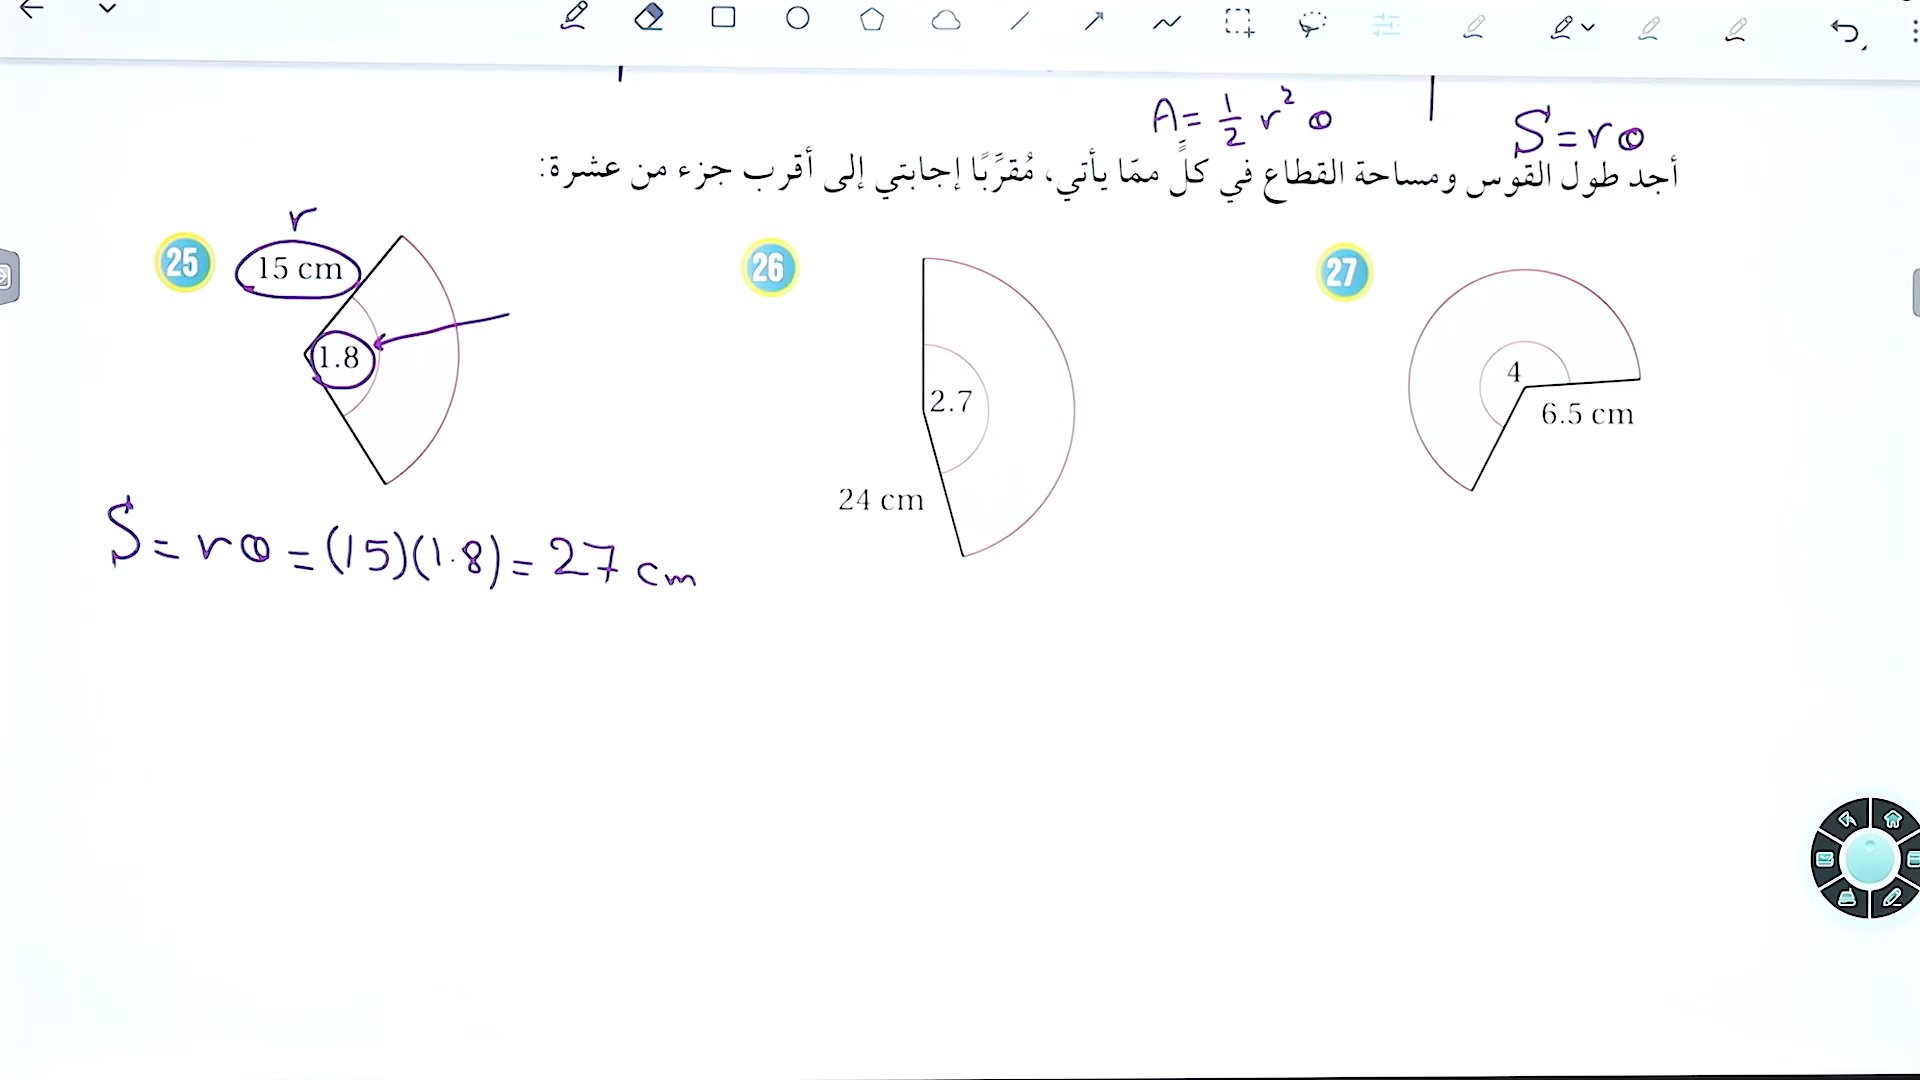 A = 1/2 r² θ
S = rθ
أجد طول القوس ومساحة القطاع في كلٍّ ممّا يأتي، مُقرِّبًا إجابتي إلى أقرب جزء من عشرة:
r
25
15 cm
1.8
26
2.7
24 cm
27
4
6.5 cm
S = rθ = (15)(1.8) = 27 cm